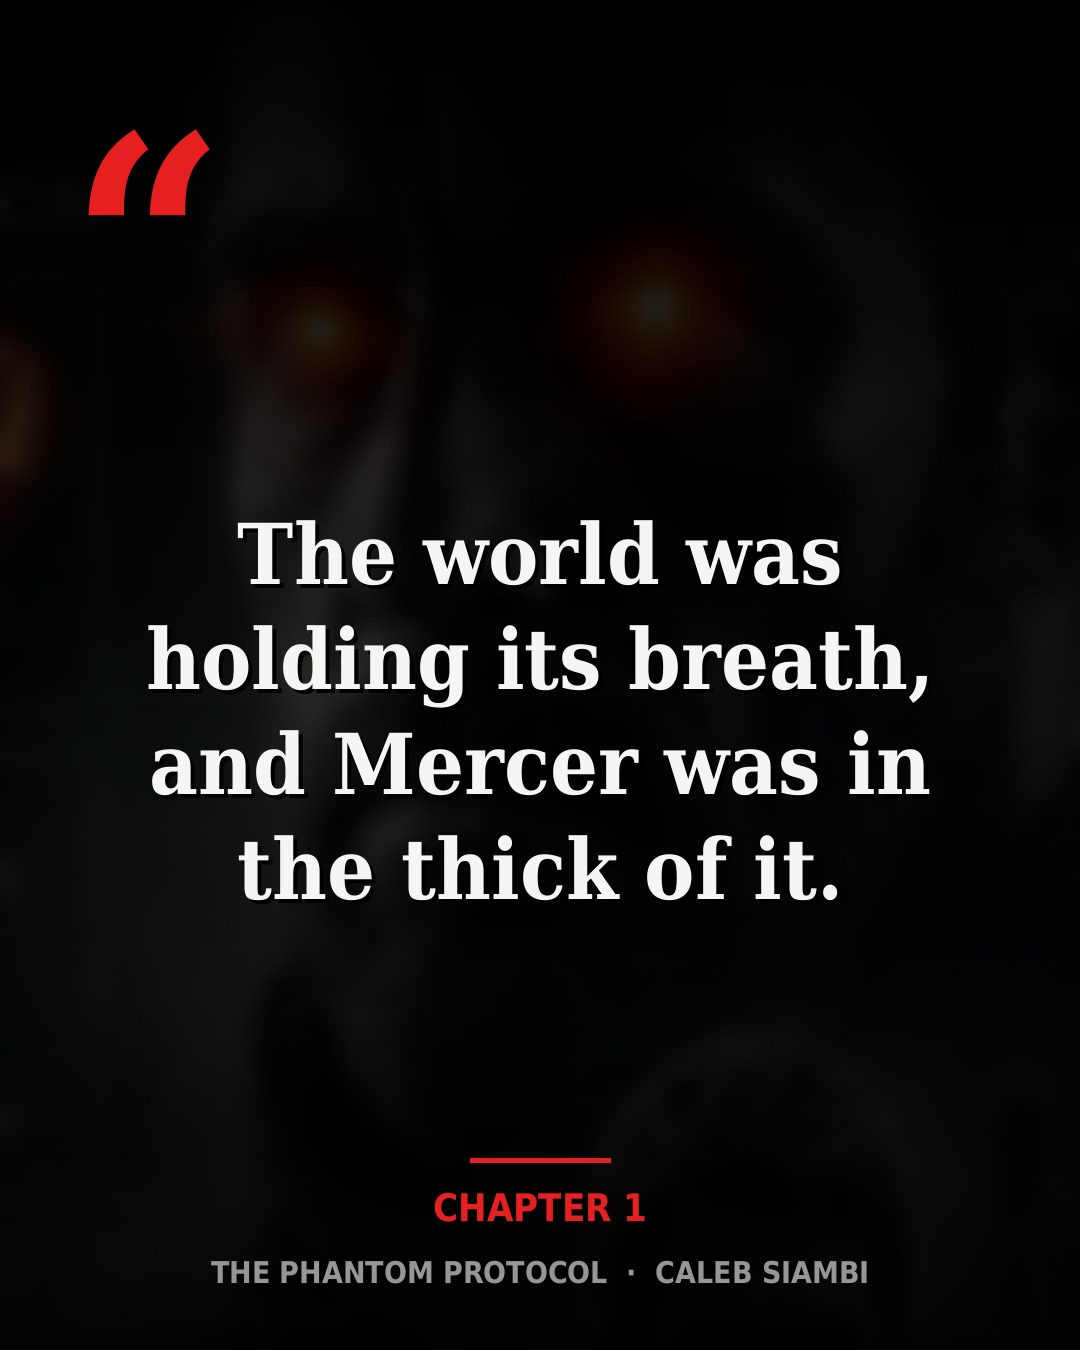 “
The world was
holding its breath,
and Mercer was in
the thick of it.
CHAPTER 1
THE PHANTOM PROTOCOL · CALEB SIAMBI